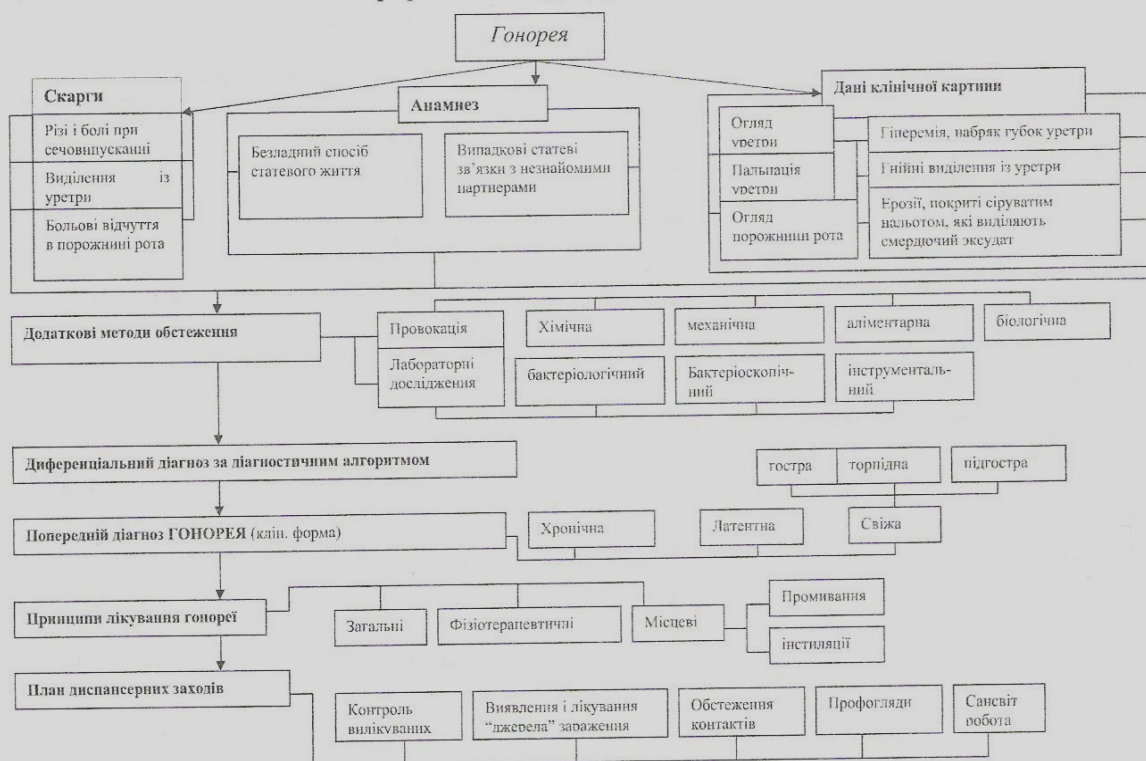 Гонорея
Скарги
Різі і болі при
сечовипусканні
Виділення із
уретри
Больові відчуття
в порожнині рота
Анамнез
Безладний спосіб
статевого життя
Випадкові статеві
зв’язки з незнайомими
партнерами
Дані клінічної картини
Огляд
уретри
Пальпація
уретри
Огляд
порожнини рота
Гіперемія, набряк губок уретри
Гнійні виділення із уретри
Ерозії, покриті сіруватим
нальотом, які виділяють
смердючий эксудат
Додаткові методи обстеження
Провокація
Хімічна
механічна
аліментарна
біологічна
Лабораторні
дослідження
бактеріологічний
Бактеріоскопіч-
ний
інструменталь-
ний
Диференціальний діагноз за діагностичним алгоритмом
гостра
торпідна
підгостра
Попередній діагноз ГОНОРЕЯ (клін. форма)
Хронічна
Латентна
Свіжа
Принципи лікування гонореї
Загальні
Фізіотерапевтичні
Місцеві
Промивання
інстиляції
План диспансерних заходів
Контроль
вилікуваних
Виявлення і лікування
“джерела” зараження
Обстеження
контактів
Профогляди
Сансвіт
робота